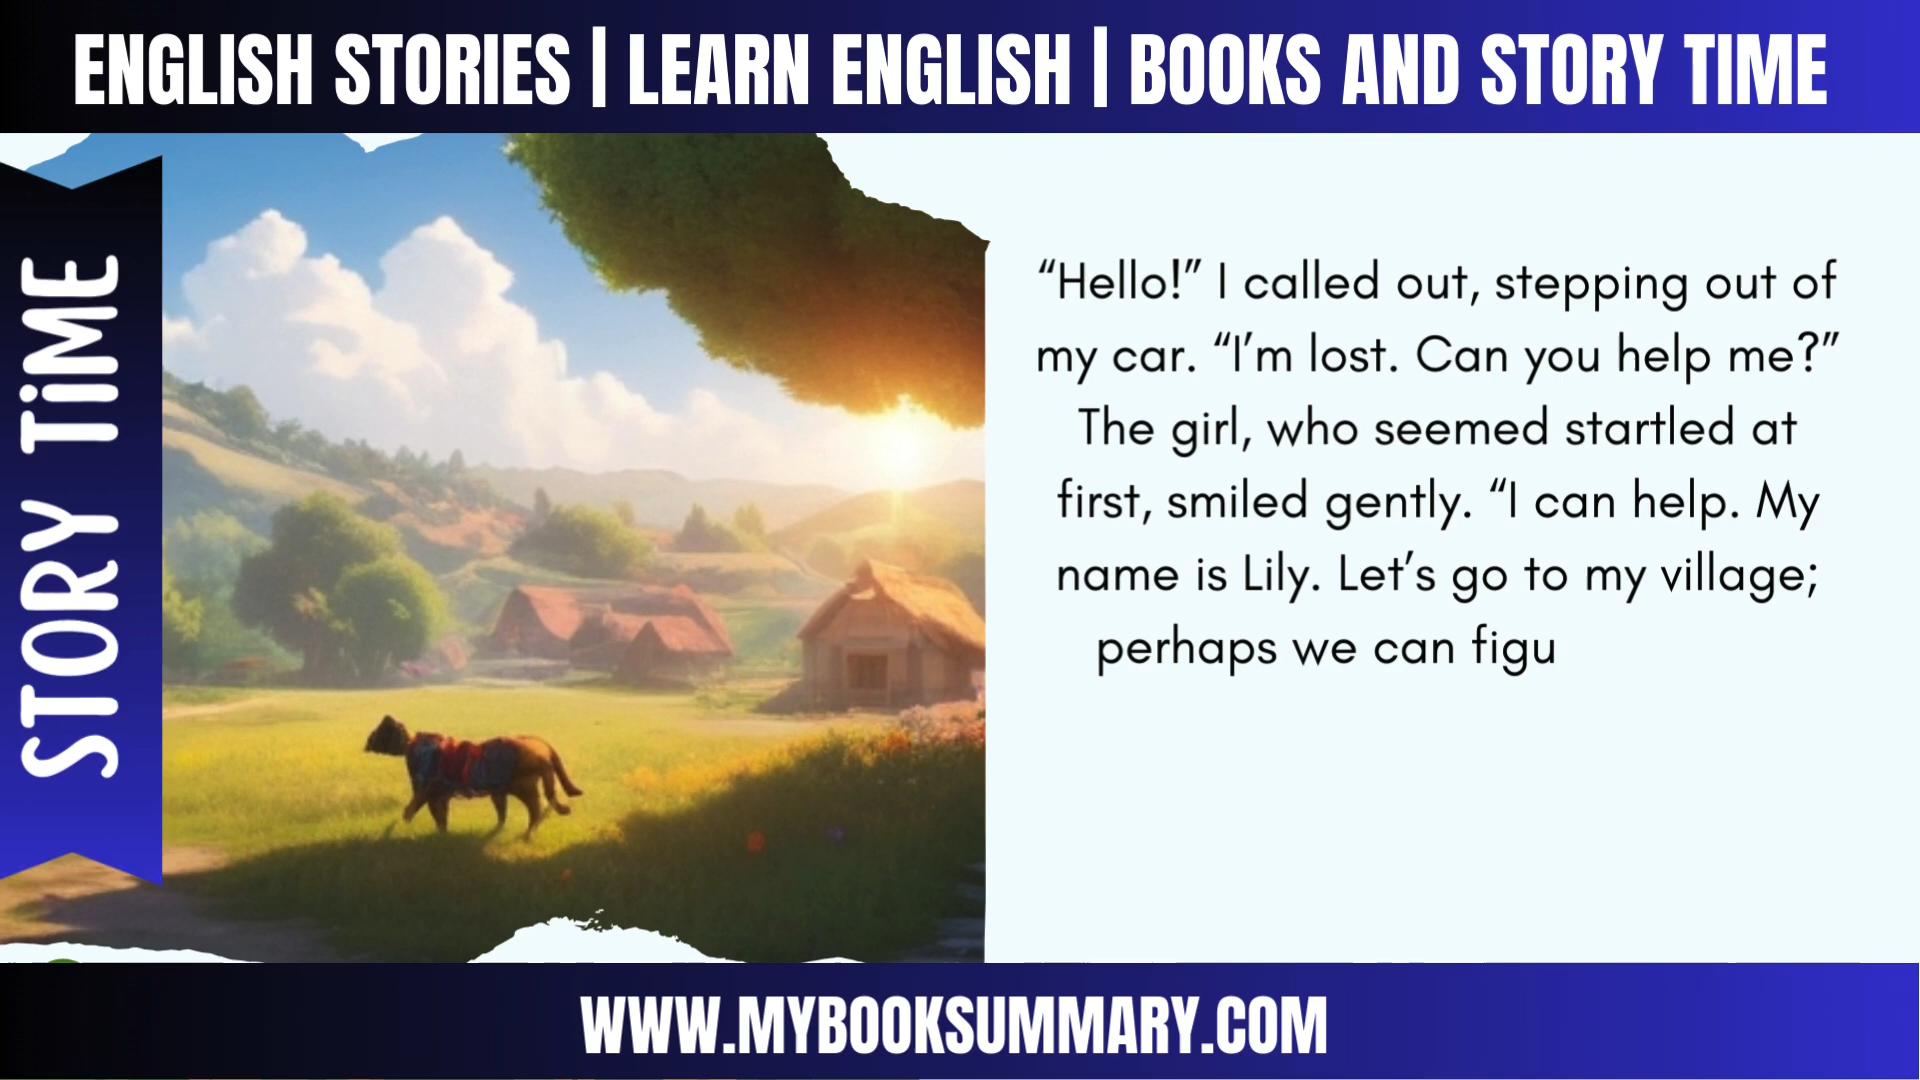 ENGLISH STORIES | LEARN ENGLISH | BOOKS AND STORY TIME
STORY TiME
“Hello!” I called out, stepping out of
my car. “I’m lost. Can you help me?”
The girl, who seemed startled at
first, smiled gently. “I can help. My
name is Lily. Let’s go to my village;
perhaps we can figu
WWW.MYBOOKSUMMARY.COM